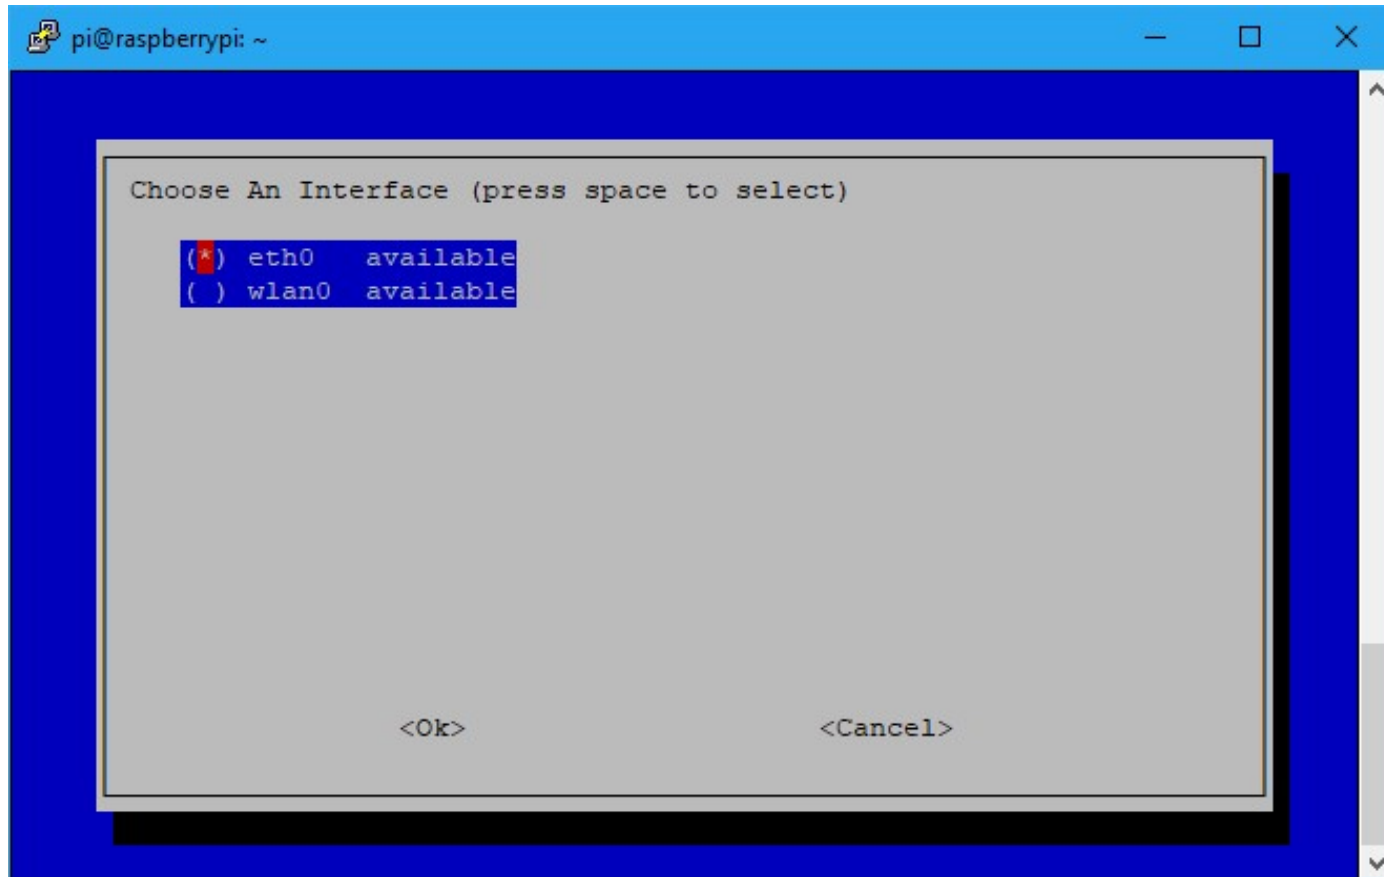 pi@raspberrypi: ~
Choose An Interface (press space to select)
(*) eth0   available
( ) wlan0  available
<Ok> <Cancel>